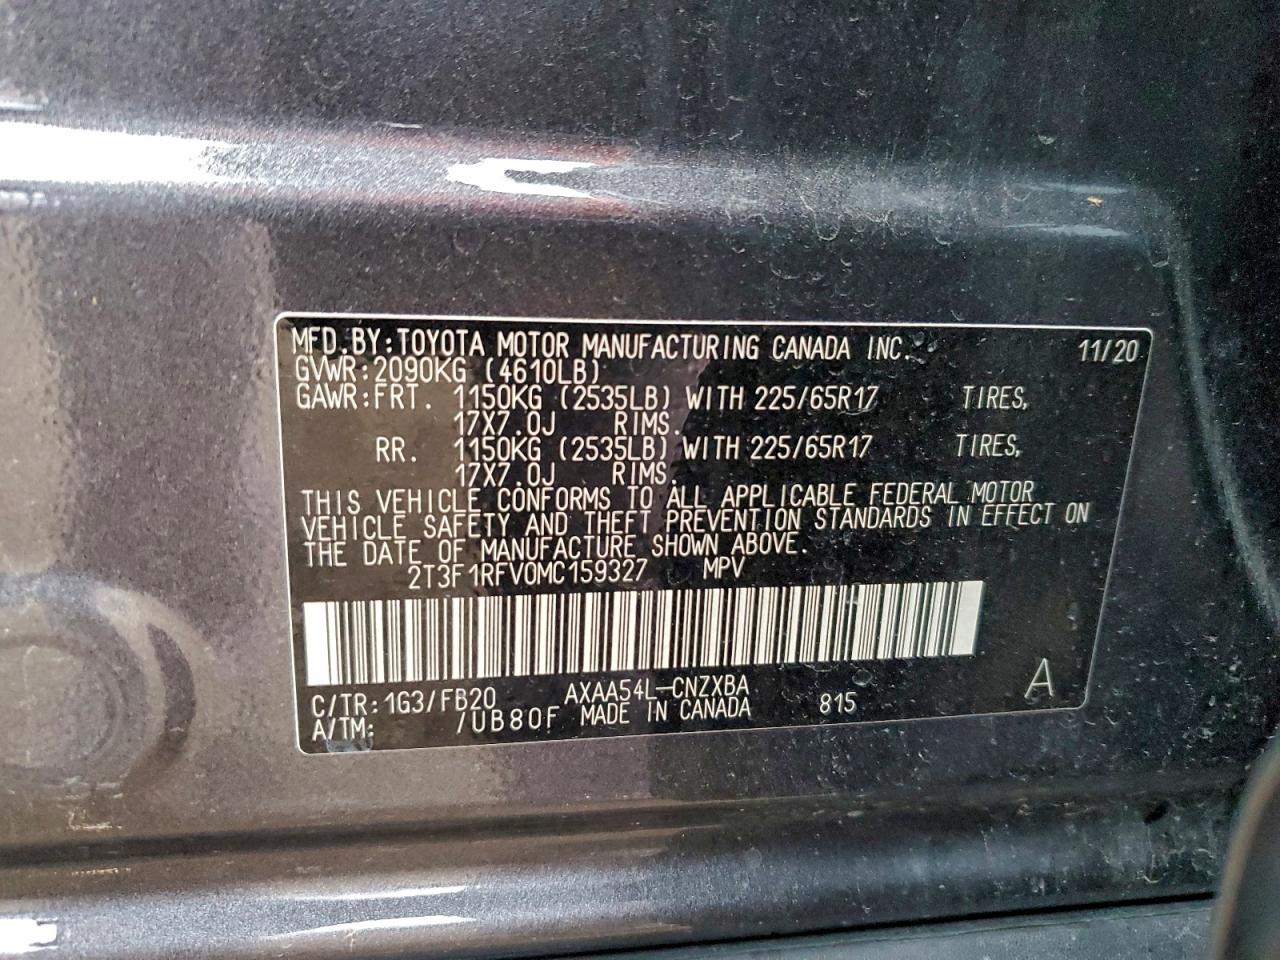 MFD.BY:TOYOTA MOTOR MANUFACTURING CANADA INC. 11/20
GVWR:2090KG (4610LB)
GAWR:FRT. 1150KG (2535LB) WITH 225/65R17 TIRES,
17X7.0J RIMS.
RR. 1150KG (2535LB) WITH 225/65R17 TIRES,
17X7.0J RIMS.
THIS VEHICLE CONFORMS TO ALL APPLICABLE FEDERAL MOTOR
VEHICLE SAFETY AND THEFT PREVENTION STANDARDS IN EFFECT ON
THE DATE OF MANUFACTURE SHOWN ABOVE.
2T3F1RFV0MC159327 MPV
C/TR:1G3/FB20 AXAA54L-CNZXBA 815 A
A/TM: /UB80F MADE IN CANADA